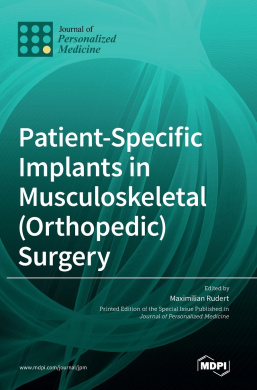 Journal of
Personalized
Medicine
Patient-Specific
Implants in
Musculoskeletal
(Orthopedic)
Surgery
Edited by
Maximilian Rudert
Printed Edition of the Special Issue Published in
Journal of Personalized Medicine
www.mdpi.com/journal/jpm
MDPI